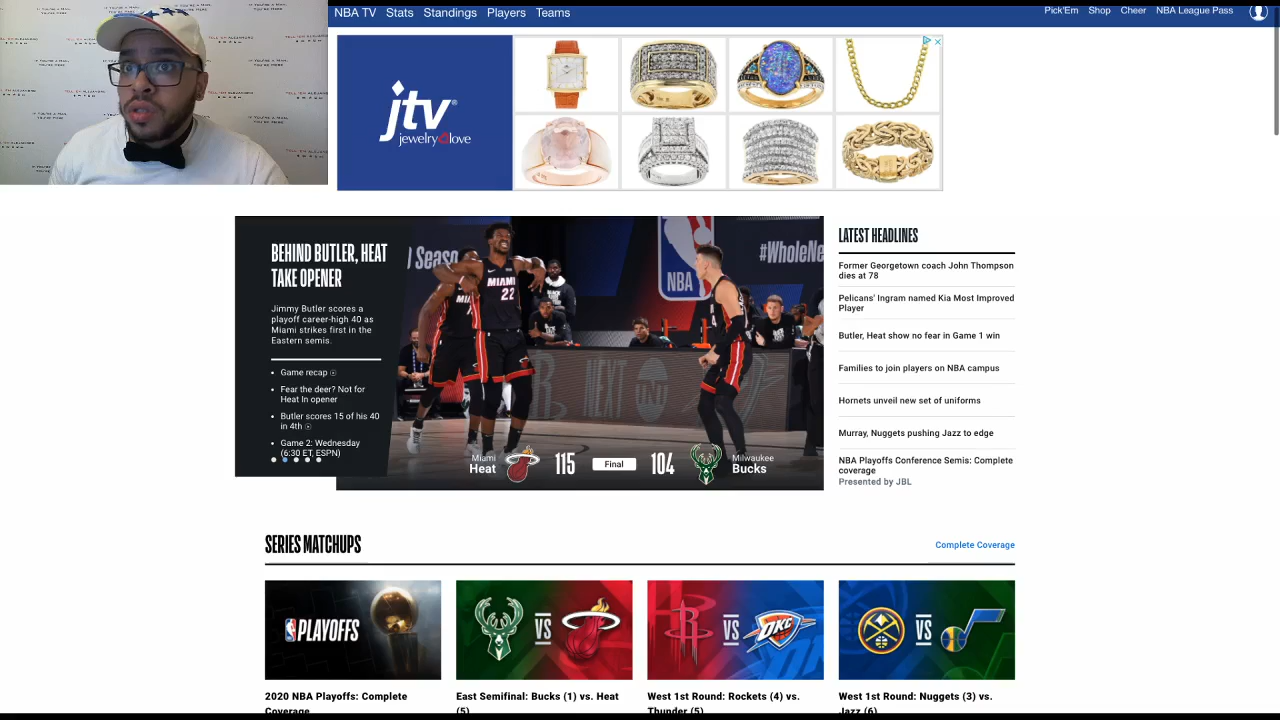 NBA TV Stats Standings Players Teams
Pick'Em Shop Cheer NBA League Pass
jtv
jewelry love
BEHIND BUTLER, HEAT
TAKE OPENER
Jimmy Butler scores a
playoff career-high 40 as
Miami strikes first in the
Eastern semis.
• Game recap
• Fear the deer? Not for
Heat In opener
• Butler scores 15 of his 40
in 4th
• Game 2: Wednesday
(6:30 ET, ESPN)
Seaso
MIAMI
22
NBA
#WholeNe
NEXT
Miami
Heat
115
Final
104
Milwaukee
Bucks
LATEST HEADLINES
Former Georgetown coach John Thompson
dies at 78
Pelicans' Ingram named Kia Most Improved
Player
Butler, Heat show no fear in Game 1 win
Families to join players on NBA campus
Hornets unveil new set of uniforms
Murray, Nuggets pushing Jazz to edge
NBA Playoffs Conference Semis: Complete
coverage
Presented by JBL
SERIES MATCHUPS
Complete Coverage
PLAYOFFS
VS
VS
OKC
VS
2020 NBA Playoffs: Complete
Coverage
East Semifinal: Bucks (1) vs. Heat
(5)
West 1st Round: Rockets (4) vs.
Thunder (5)
West 1st Round: Nuggets (3) vs.
Jazz (6)